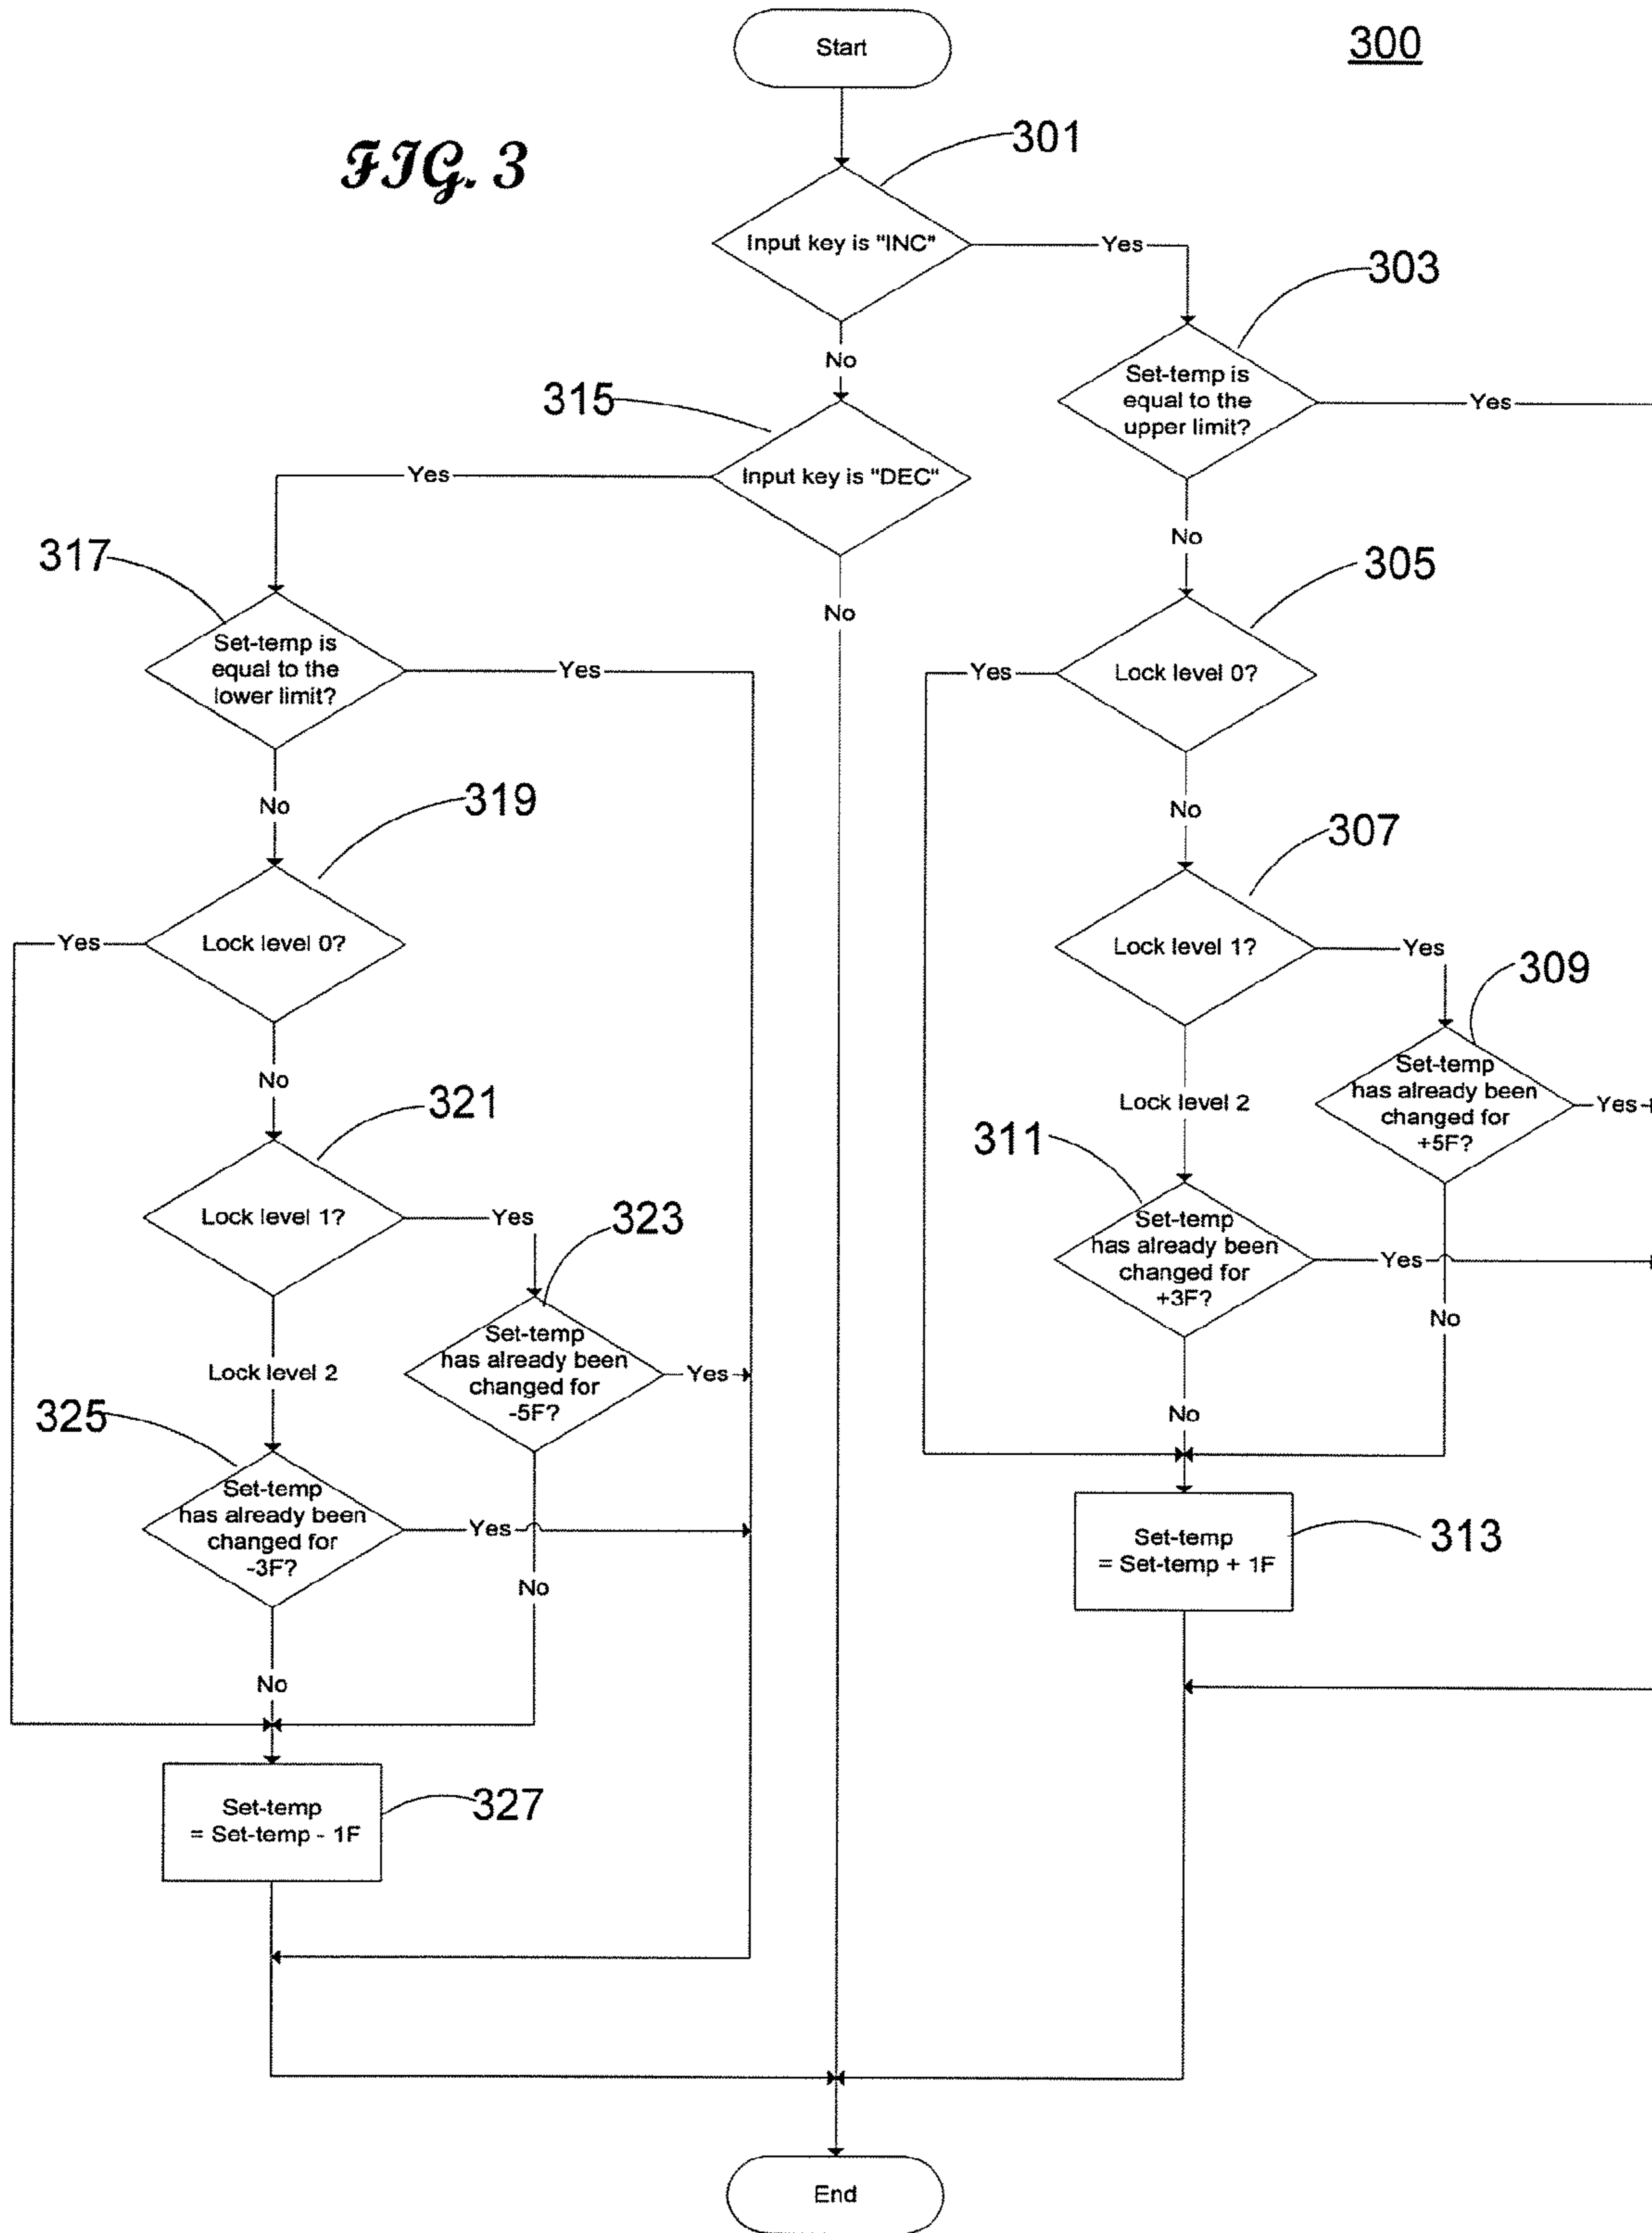 Start
300
FIG. 3
301
Input key is "INC"
Yes
303
No
Set-temp is
equal to the
upper limit?
Yes
315
Input key is "DEC"
Yes
No
317
305
No
Set-temp is
equal to the
lower limit?
Yes
Yes
Lock level 0?
No
319
No
307
Yes
Lock level 0?
Lock level 1?
Yes
309
No
321
Set-temp
has already been
changed for
+5F?
Yes
Lock level 2
311
Lock level 1?
Yes
323
Set-temp
has already been
changed for
+3F?
Yes
No
Set-temp
has already been
changed for
-5F?
Yes
Lock level 2
325
No
Set-temp
has already been
changed for
-3F?
Yes
No
Set-temp
= Set-temp + 1F
313
No
Set-temp
= Set-temp - 1F
327
End